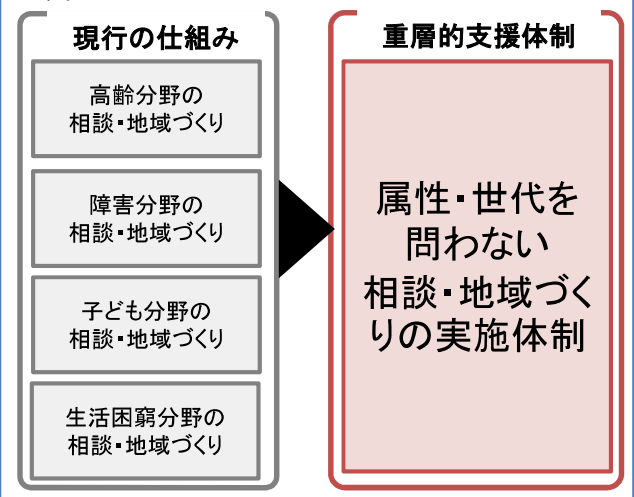 現行の仕組み
高齢分野の
相談・地域づくり
障害分野の
相談・地域づくり
子ども分野の
相談・地域づくり
生活困窮分野の
相談・地域づくり
重層的支援体制
属性・世代を
問わない
相談・地域づく
りの実施体制